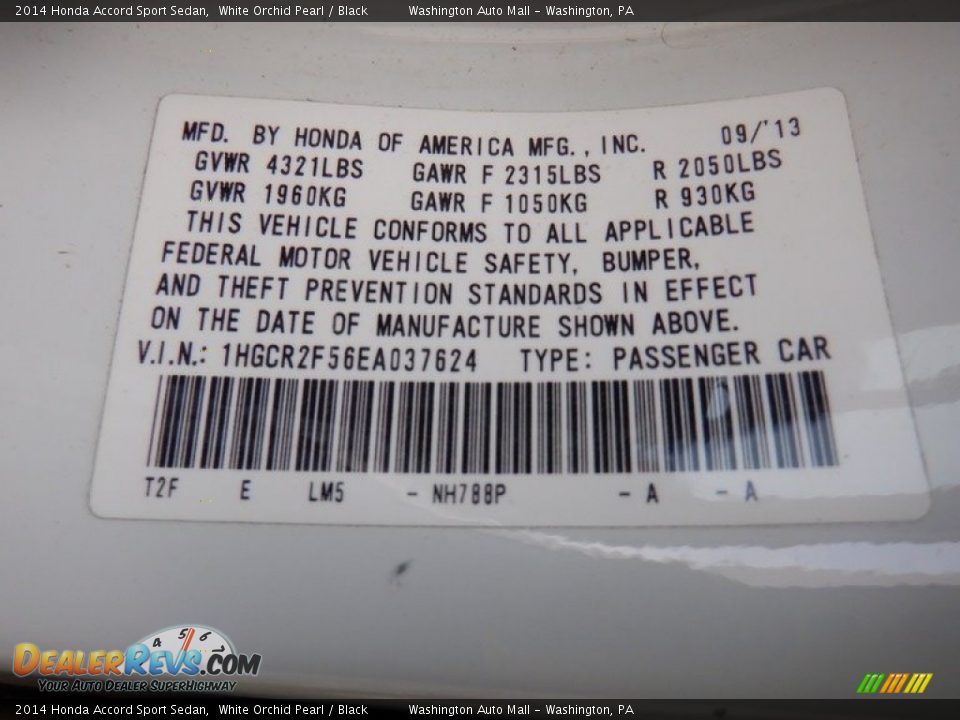 2014 Honda Accord Sport Sedan, White Orchid Pearl / Black Washington Auto Mall - Washington, PA
MFD. BY HONDA OF AMERICA MFG., INC. 09/'13
GVWR 4321LBS GAWR F 2315LBS R 2050LBS
GVWR 1960KG GAWR F 1050KG R 930KG
THIS VEHICLE CONFORMS TO ALL APPLICABLE
FEDERAL MOTOR VEHICLE SAFETY, BUMPER,
AND THEFT PREVENTION STANDARDS IN EFFECT
ON THE DATE OF MANUFACTURE SHOWN ABOVE.
V.I.N.: 1HGCR2F56EA037624 TYPE: PASSENGER CAR
T2F E LM5 - NH788P - A - A
4 5 6 7
DEALERREVS.COM
YOUR AUTO DEALER SUPERHIGHWAY
2014 Honda Accord Sport Sedan, White Orchid Pearl / Black Washington Auto Mall - Washington, PA